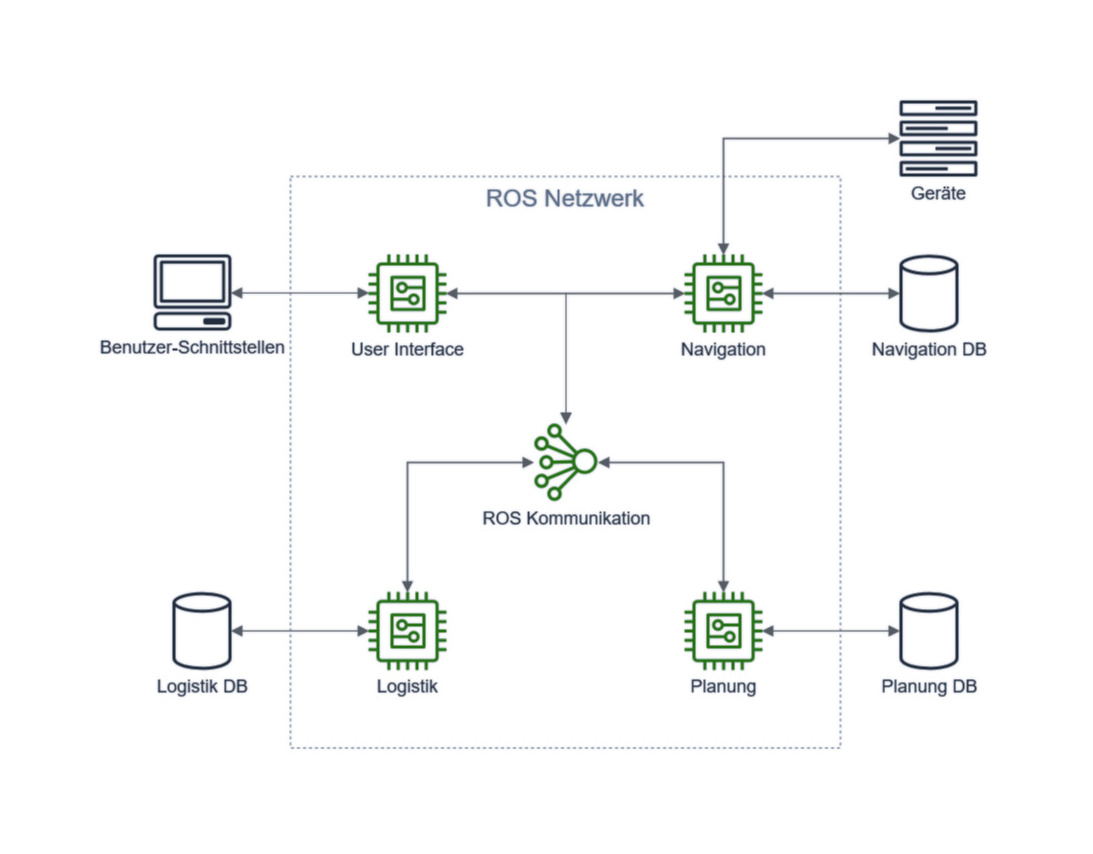 Geräte
ROS Netzwerk
Benutzer-Schnittstellen
User Interface
Navigation
Navigation DB
ROS Kommunikation
Logistik DB
Logistik
Planung
Planung DB